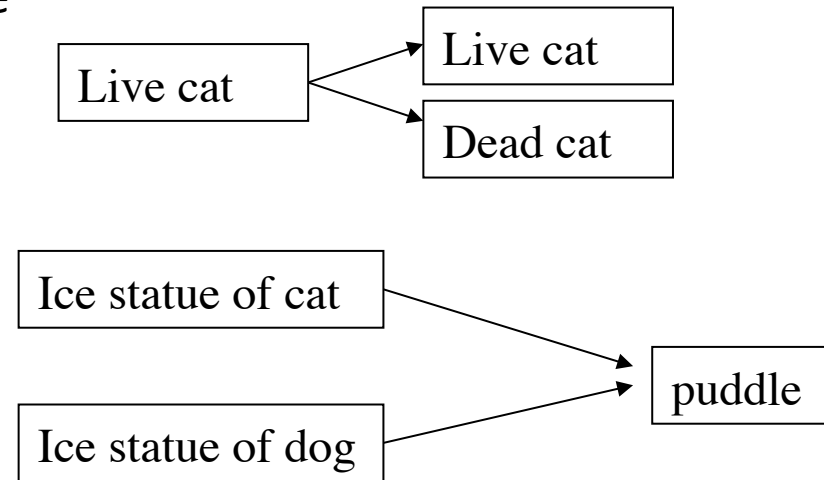 Live cat
Live cat
Dead cat
Ice statue of cat
puddle
Ice statue of dog